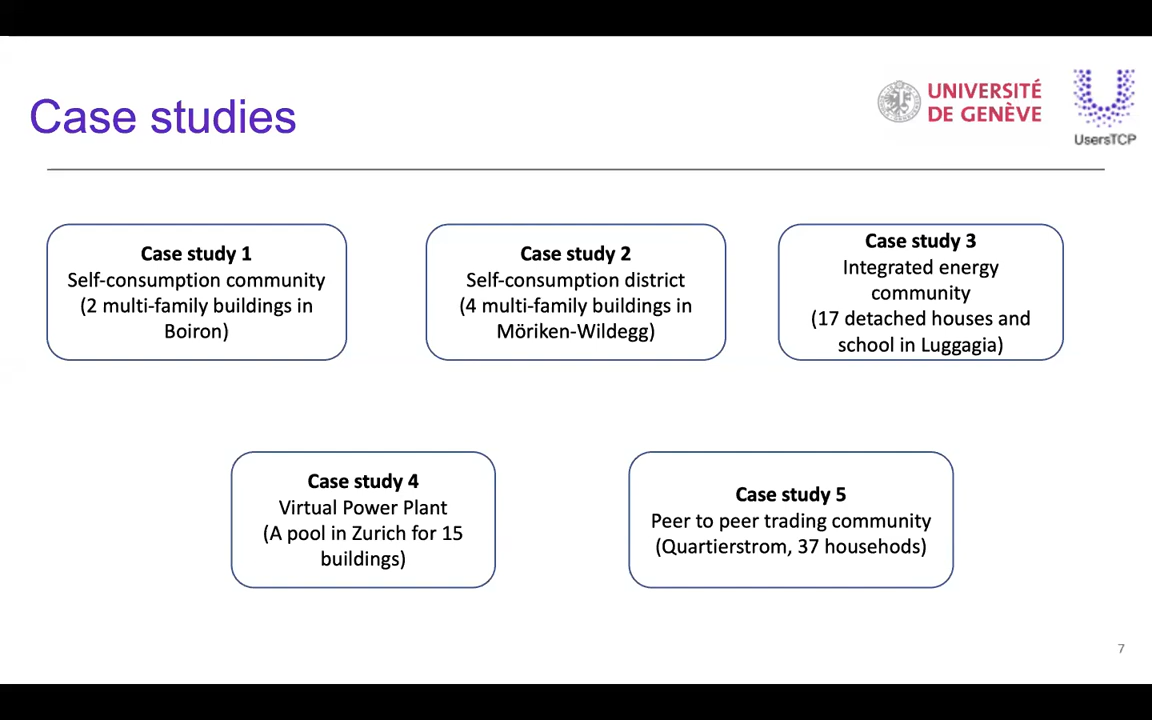 Case studies
UNIVERSITÉ
DE GENÈVE
UsersTCP
Case study 1
Self-consumption community
(2 multi-family buildings in
Boiron)
Case study 2
Self-consumption district
(4 multi-family buildings in
Möriken-Wildegg)
Case study 3
Integrated energy
community
(17 detached houses and
school in Luggagia)
Case study 4
Virtual Power Plant
(A pool in Zurich for 15
buildings)
Case study 5
Peer to peer trading community
(Quartierstrom, 37 househods)
7